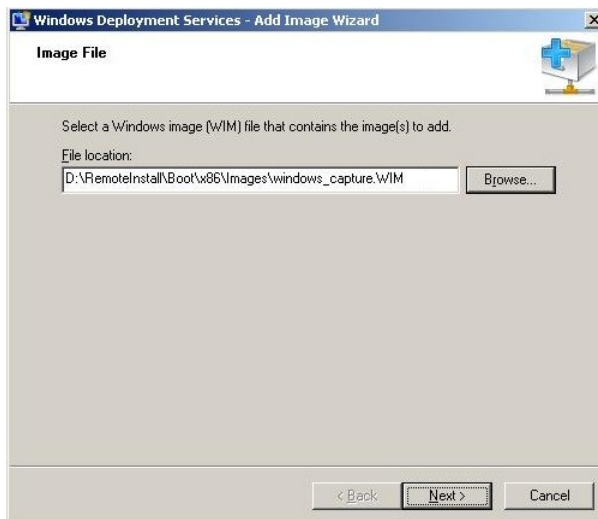 Windows Deployment Services - Add Image Wizard
Image File
Select a Windows image (WIM) file that contains the image(s) to add.
File location:
D:\RemoteInstall\Boot\x86\Images\windows_capture.WIM
Browse...
< Back
Next >
Cancel